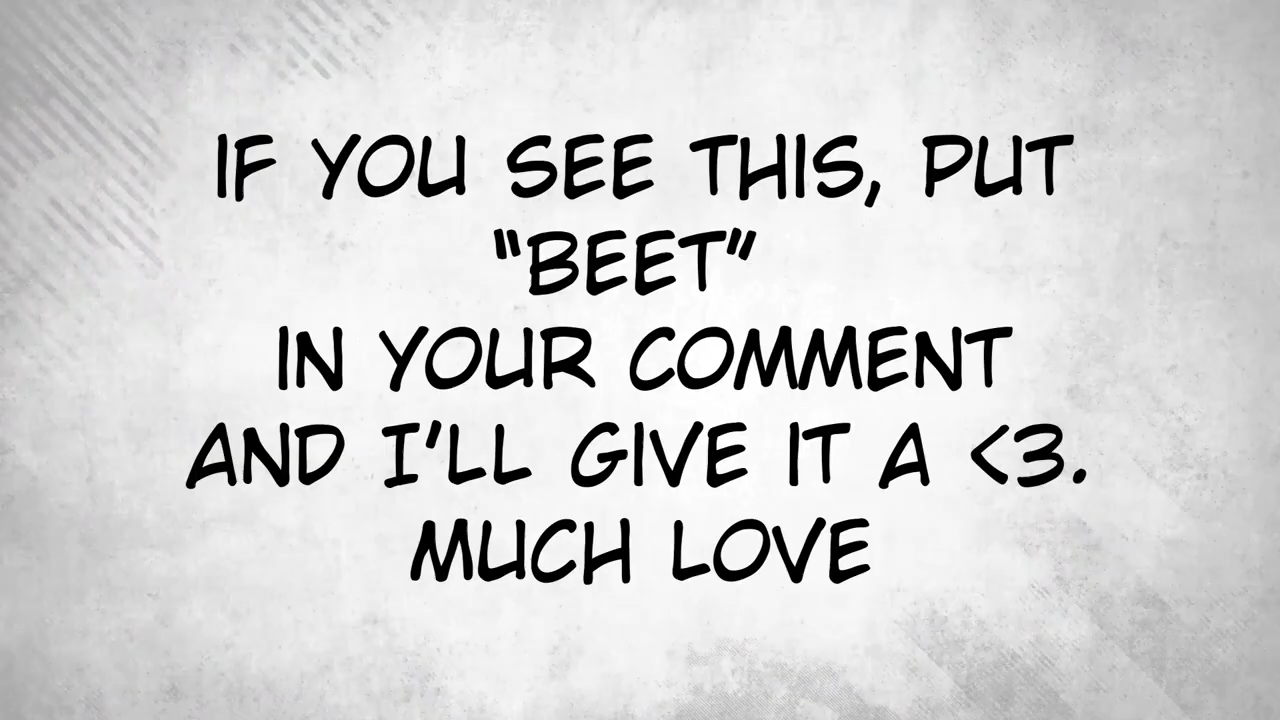 IF YOU SEE THIS, PUT
"BEET"
IN YOUR COMMENT
AND I'LL GIVE IT A <3.
MUCH LOVE